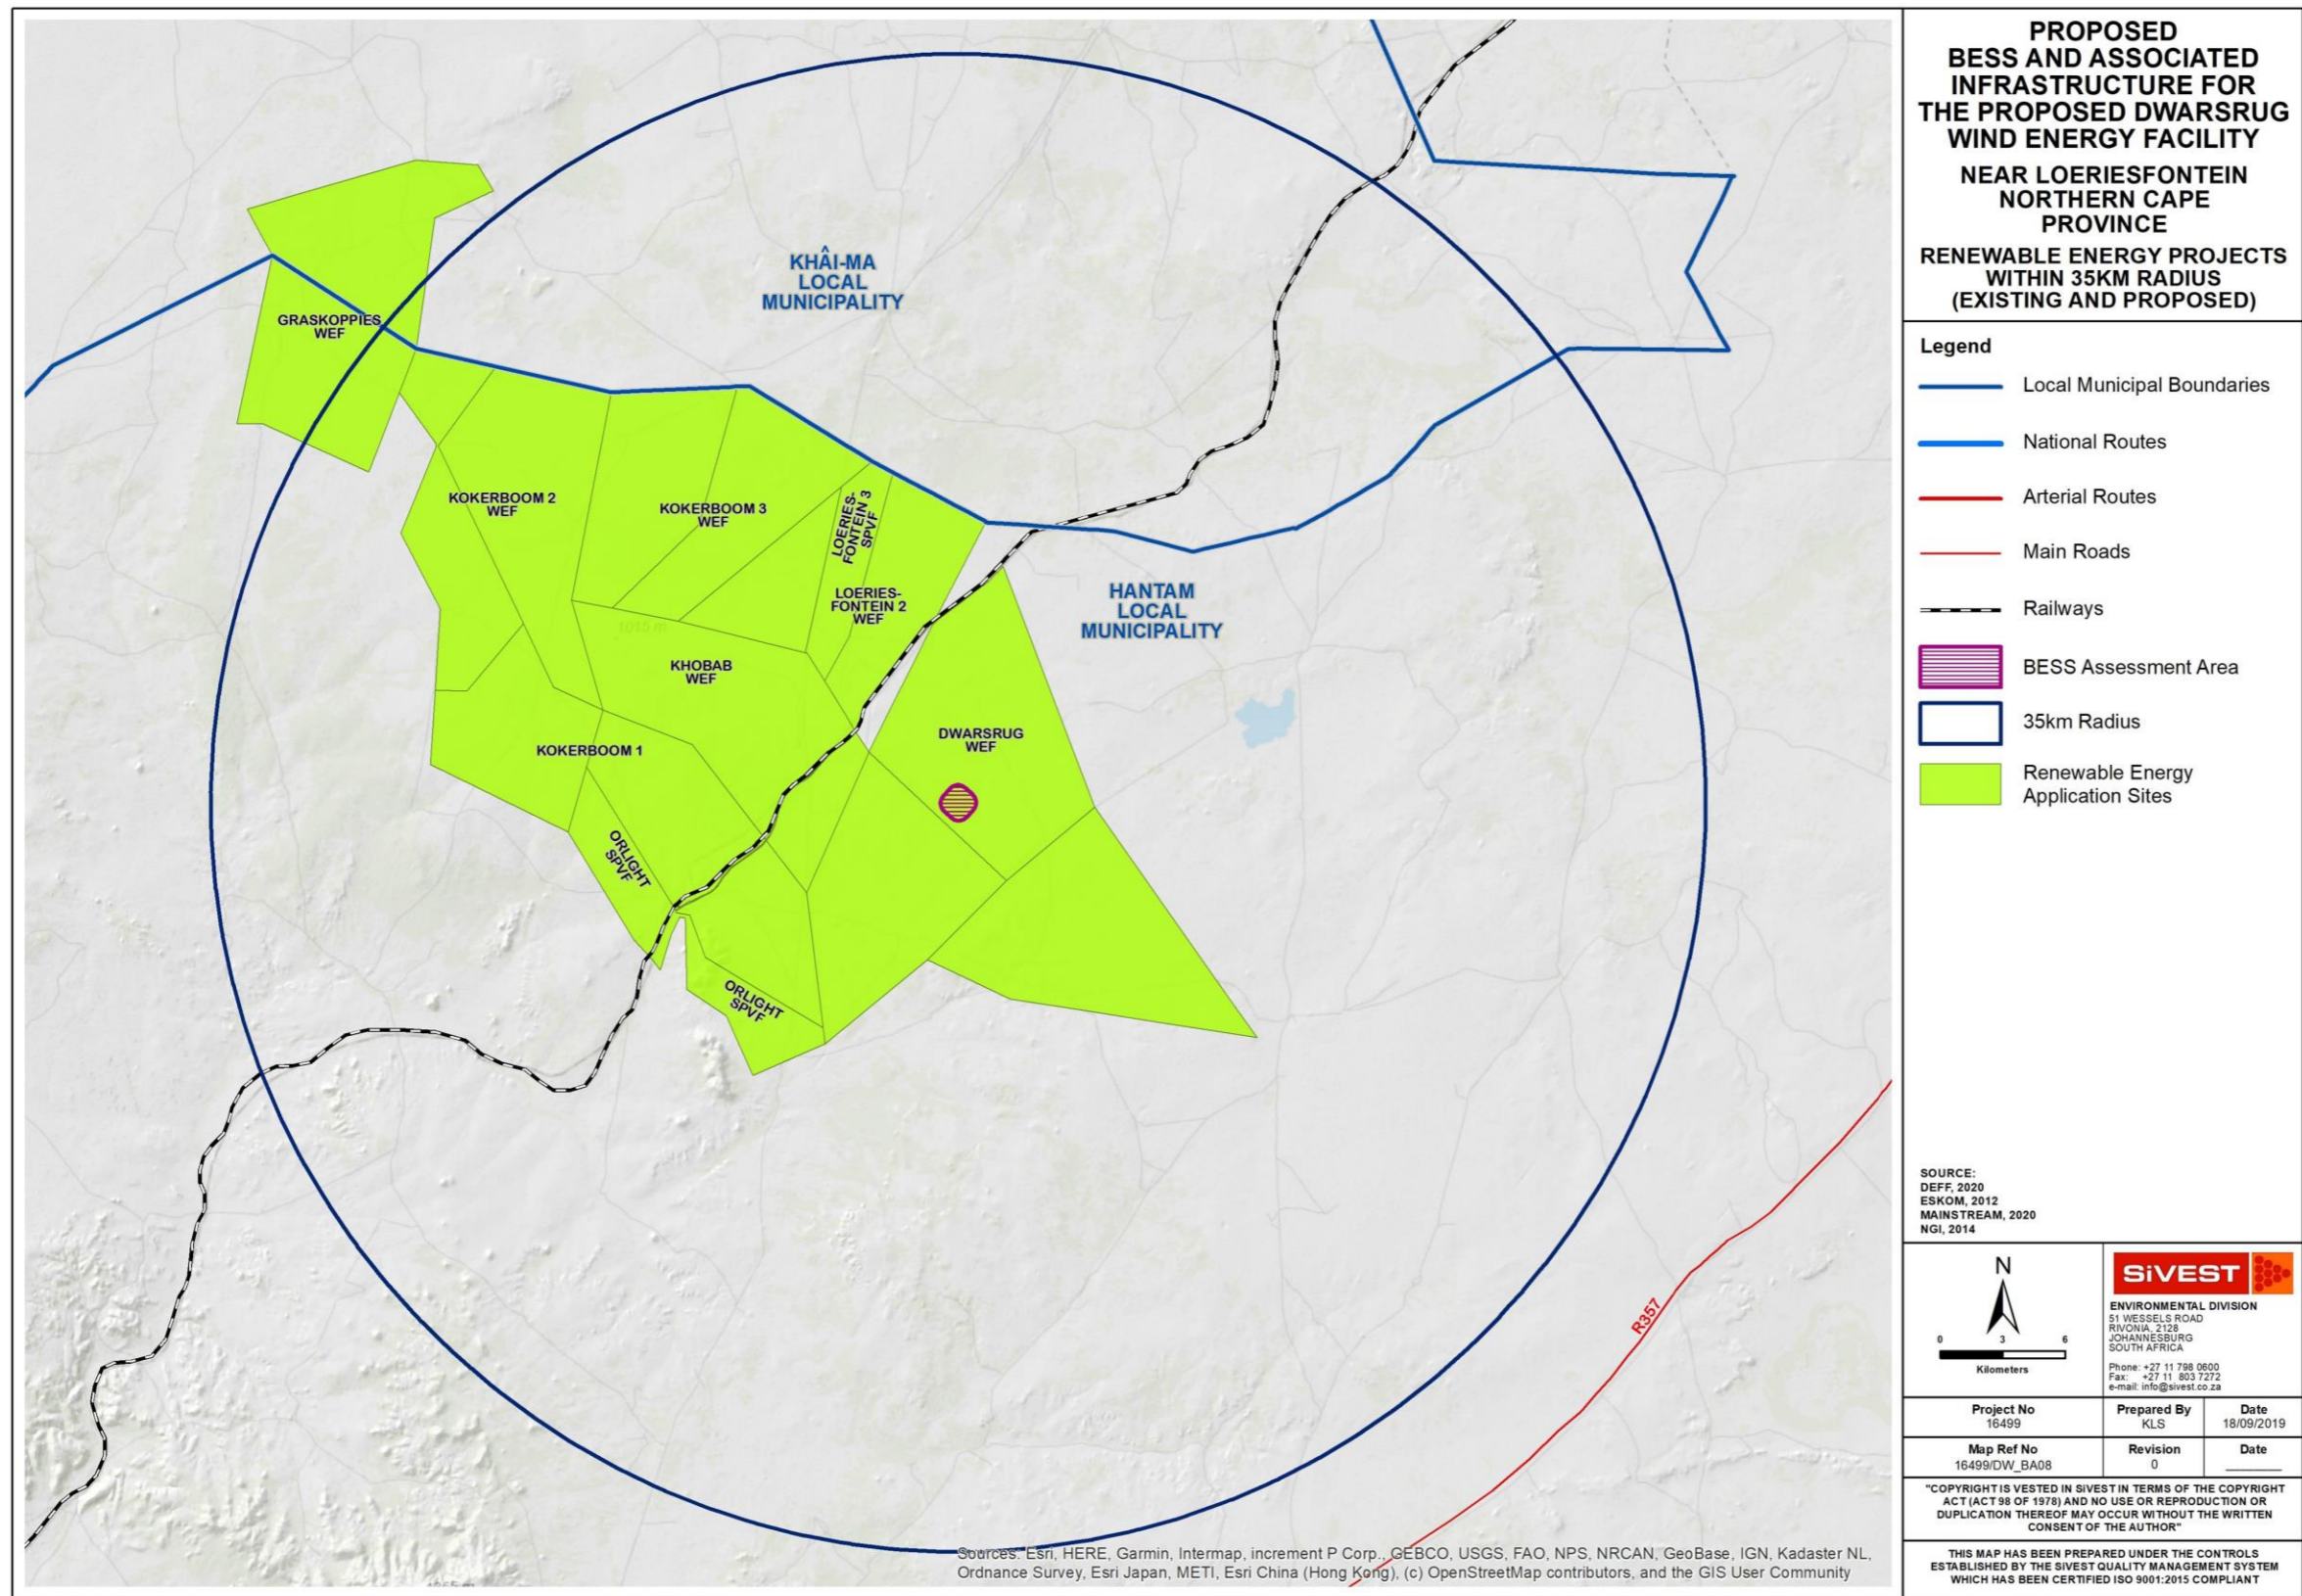 PROPOSED
BESS AND ASSOCIATED
INFRASTRUCTURE FOR
THE PROPOSED DWARSRUG
WIND ENERGY FACILITY
NEAR LOERIESFONTEIN
NORTHERN CAPE
PROVINCE
RENEWABLE ENERGY PROJECTS
WITHIN 35KM RADIUS
(EXISTING AND PROPOSED)
Legend
Local Municipal Boundaries
National Routes
Arterial Routes
Main Roads
Railways
BESS Assessment Area
35km Radius
Renewable Energy
Application Sites
SOURCE:
DEFF, 2020
ESKOM, 2012
MAINSTREAM, 2020
NGI, 2014
N
0 3 6
Kilometers
SiVEST
ENVIRONMENTAL DIVISION
51 WESSELS ROAD
RIVONIA, 2128
JOHANNESBURG
SOUTH AFRICA
Phone: +27 11 798 0600
Fax: +27 11 803 7272
e-mail: info@sivest.co.za
Project No
16499
Prepared By
KLS
Date
18/09/2019
Map Ref No
16499/DW_BA08
Revision
0
Date
"COPYRIGHT IS VESTED IN SiVEST IN TERMS OF THE COPYRIGHT
ACT (ACT 98 OF 1978) AND NO USE OR REPRODUCTION OR
DUPLICATION THEREOF MAY OCCUR WITHOUT THE WRITTEN
CONSENT OF THE AUTHOR"
THIS MAP HAS BEEN PREPARED UNDER THE CONTROLS
ESTABLISHED BY THE SiVEST QUALITY MANAGEMENT SYSTEM
WHICH HAS BEEN CERTIFIED ISO 9001:2015 COMPLIANT
KHÂI-MA
LOCAL
MUNICIPALITY
GRASKOPPIES
WEF
KOKERBOOM 2
WEF
KOKERBOOM 3
WEF
LOERIES-
FONTEIN 3
SPVF
LOERIES-
FONTEIN 2
WEF
HANTAM
LOCAL
MUNICIPALITY
1015 m
KHOBAB
WEF
DWARSRUG
WEF
KOKERBOOM 1
ORLIGHT
SPVF
ORLIGHT
SPVF
R357
Sources: Esri, HERE, Garmin, Intermap, increment P Corp., GEBCO, USGS, FAO, NPS, NRCAN, GeoBase, IGN, Kadaster NL,
Ordnance Survey, Esri Japan, METI, Esri China (Hong Kong), (c) OpenStreetMap contributors, and the GIS User Community